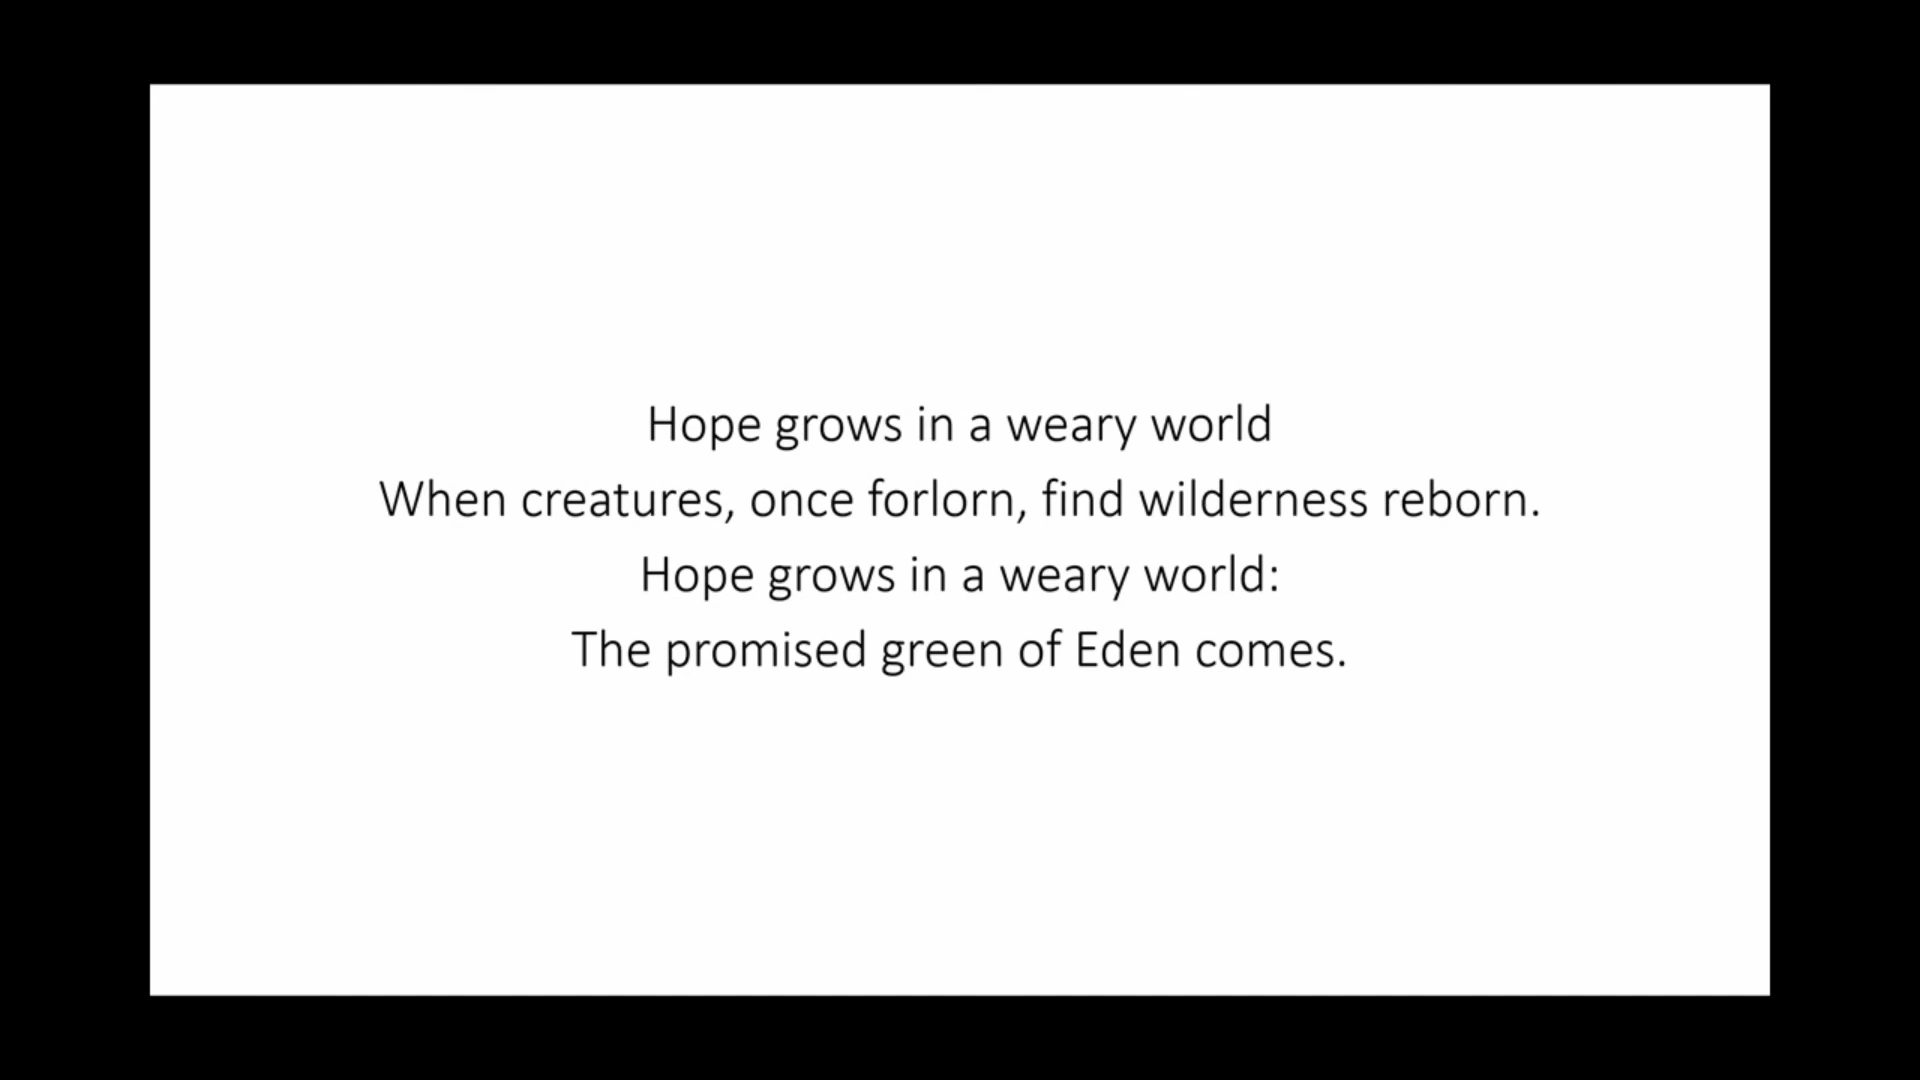 Hope grows in a weary world
When creatures, once forlorn, find wilderness reborn.
Hope grows in a weary world:
The promised green of Eden comes.